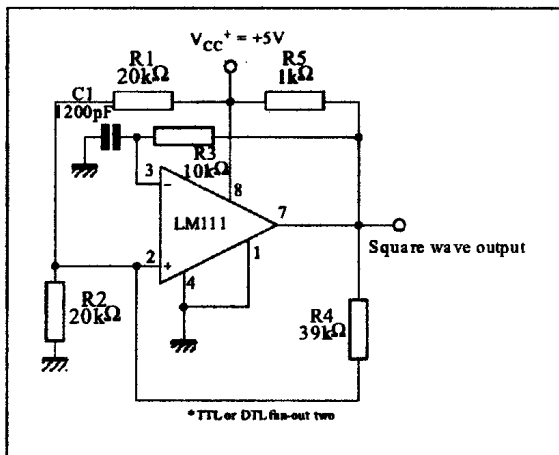 V_CC+ = +5V
R1
20kΩ
R5
1kΩ
C1
1200pF
R3
10kΩ
3
-
8
LM111
7
2
+
4
1
Square wave output
R2
20kΩ
R4
39kΩ
* TTL or DTL fan-out two